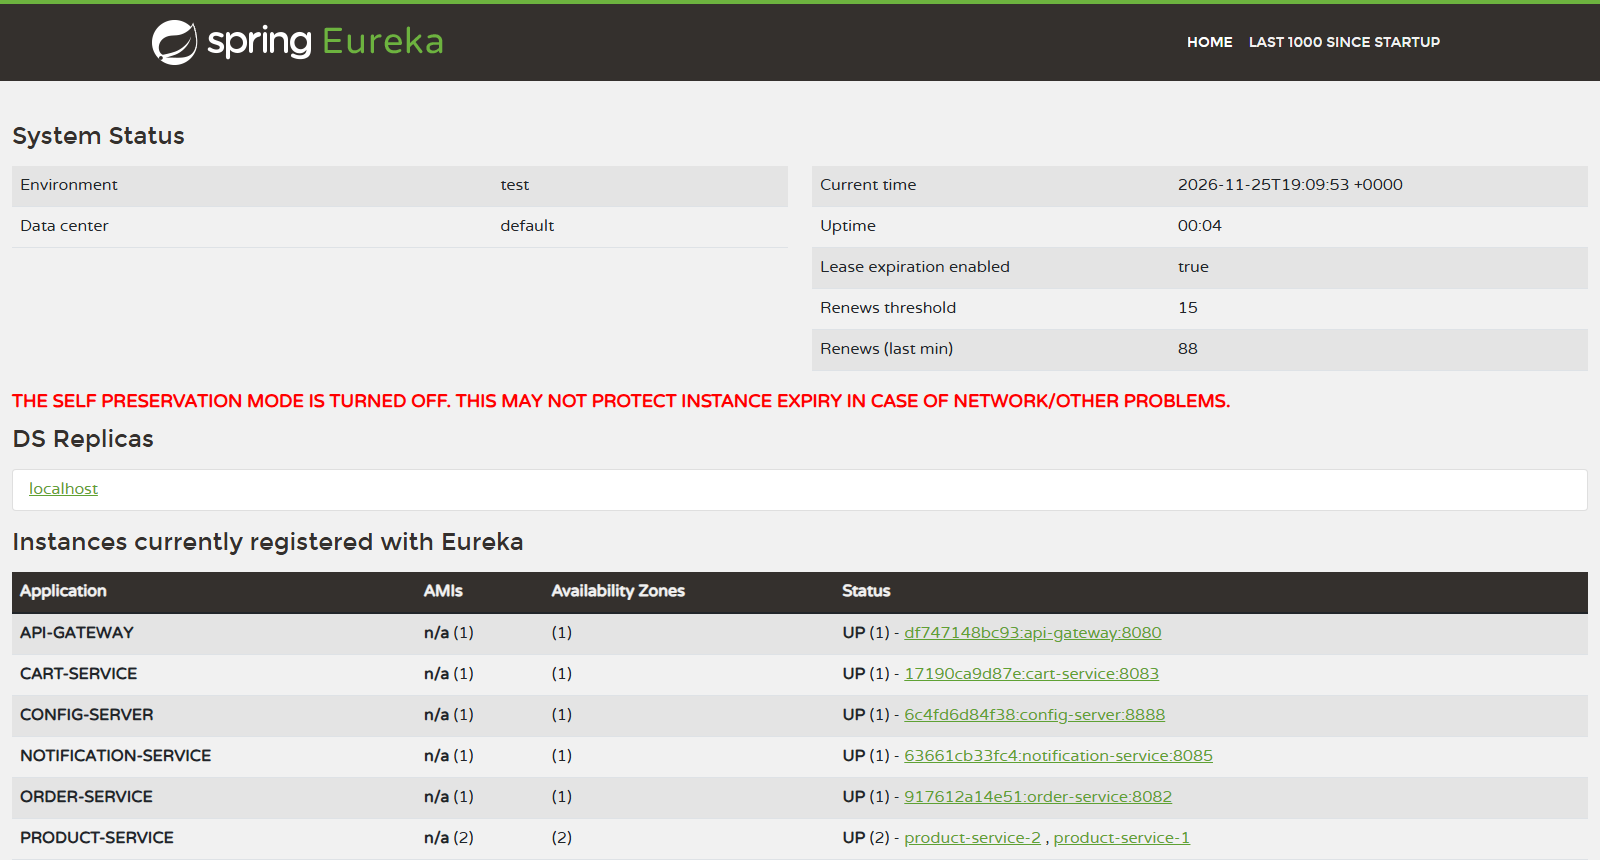 spring Eureka
HOME LAST 1000 SINCE STARTUP
System Status
Environment test
Data center default
Current time 2026-11-25T19:09:53 +0000
Uptime 00:04
Lease expiration enabled true
Renews threshold 15
Renews (last min) 88
THE SELF PRESERVATION MODE IS TURNED OFF. THIS MAY NOT PROTECT INSTANCE EXPIRY IN CASE OF NETWORK/OTHER PROBLEMS.
DS Replicas
localhost
Instances currently registered with Eureka
Application AMIs Availability Zones Status
API-GATEWAY n/a (1) (1) UP (1) - df747148bc93:api-gateway:8080
CART-SERVICE n/a (1) (1) UP (1) - 17190ca9d87e:cart-service:8083
CONFIG-SERVER n/a (1) (1) UP (1) - 6c4fd6d84f38:config-server:8888
NOTIFICATION-SERVICE n/a (1) (1) UP (1) - 63661cb33fc4:notification-service:8085
ORDER-SERVICE n/a (1) (1) UP (1) - 917612a14e51:order-service:8082
PRODUCT-SERVICE n/a (2) (2) UP (2) - product-service-2 , product-service-1